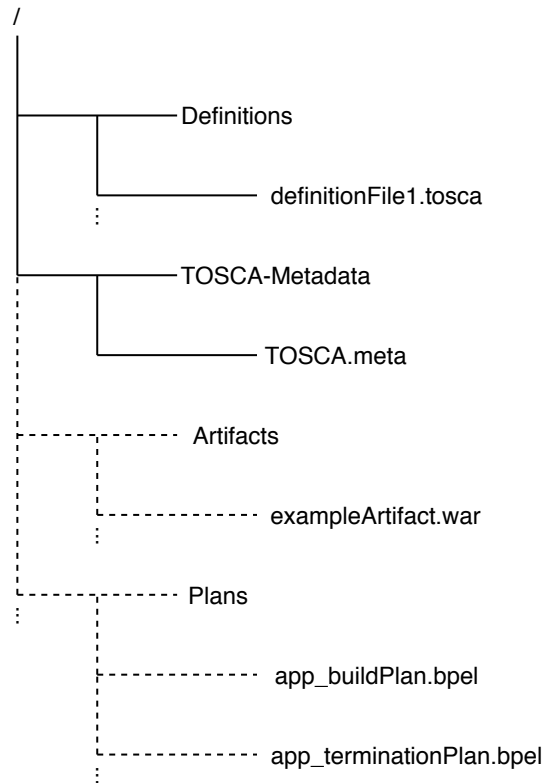 /
Definitions
definitionFile1.tosca
TOSCA-Metadata
TOSCA.meta
Artifacts
exampleArtifact.war
Plans
app_buildPlan.bpel
app_terminationPlan.bpel